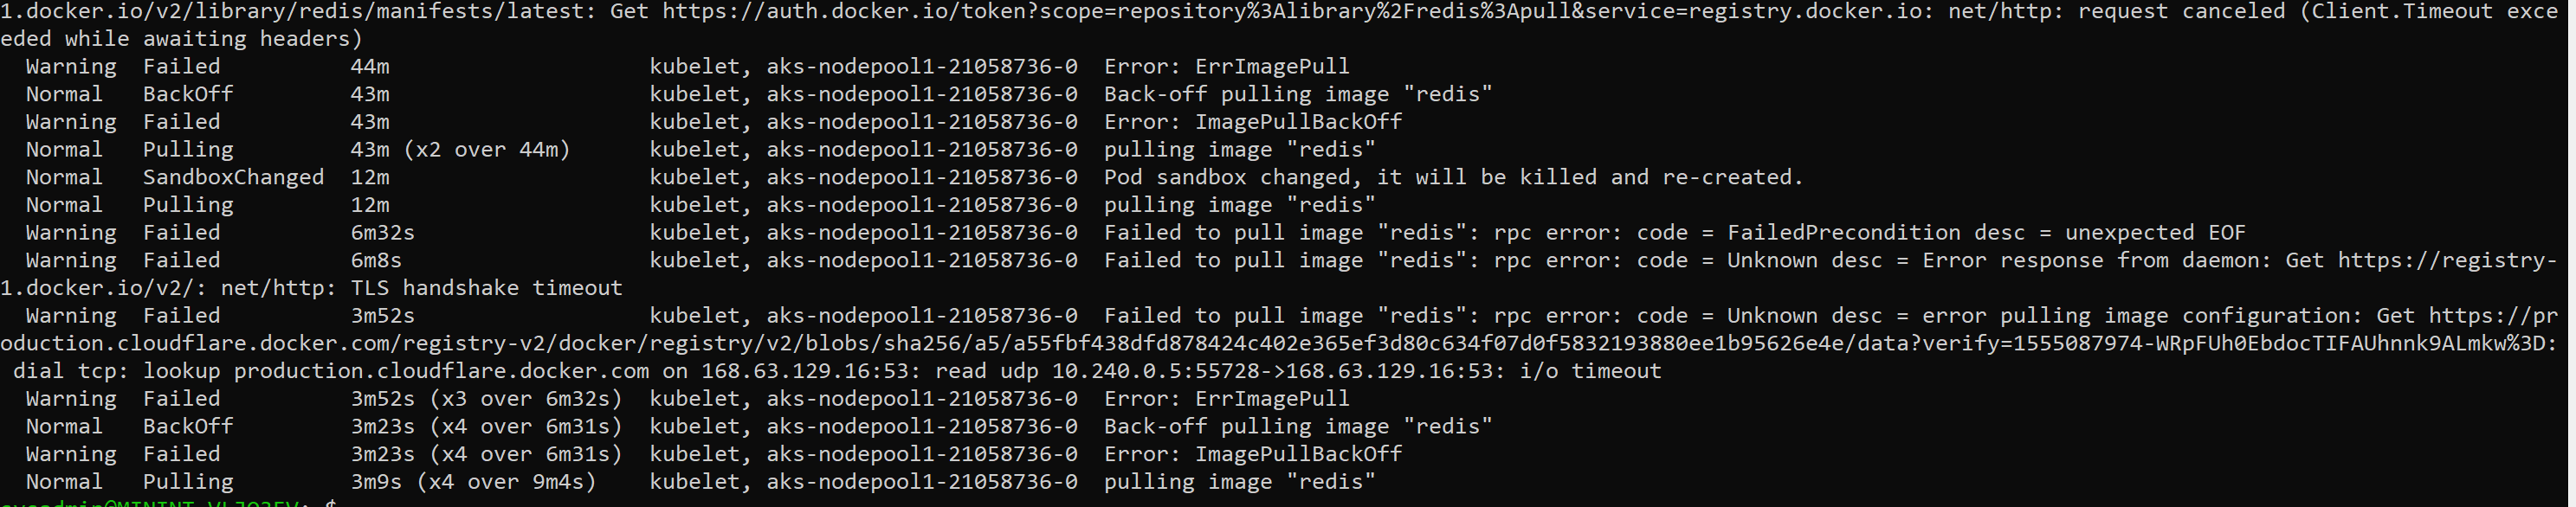 1.docker.io/v2/library/redis/manifests/latest: Get https://auth.docker.io/token?scope=repository%3Alibrary%2Fredis%3Apull&service=registry.docker.io: net/http: request canceled (Client.Timeout exce
eded while awaiting headers)
  Warning  Failed          44m                    kubelet, aks-nodepool1-21058736-0  Error: ErrImagePull
  Normal   BackOff         43m                    kubelet, aks-nodepool1-21058736-0  Back-off pulling image "redis"
  Warning  Failed          43m                    kubelet, aks-nodepool1-21058736-0  Error: ImagePullBackOff
  Normal   Pulling         43m (x2 over 44m)      kubelet, aks-nodepool1-21058736-0  pulling image "redis"
  Normal   SandboxChanged  12m                    kubelet, aks-nodepool1-21058736-0  Pod sandbox changed, it will be killed and re-created.
  Normal   Pulling         12m                    kubelet, aks-nodepool1-21058736-0  pulling image "redis"
  Warning  Failed          6m32s                  kubelet, aks-nodepool1-21058736-0  Failed to pull image "redis": rpc error: code = FailedPrecondition desc = unexpected EOF
  Warning  Failed          6m8s                   kubelet, aks-nodepool1-21058736-0  Failed to pull image "redis": rpc error: code = Unknown desc = Error response from daemon: Get https://registry-
1.docker.io/v2/: net/http: TLS handshake timeout
  Warning  Failed          3m52s                  kubelet, aks-nodepool1-21058736-0  Failed to pull image "redis": rpc error: code = Unknown desc = error pulling image configuration: Get https://pr
oduction.cloudflare.docker.com/registry-v2/docker/registry/v2/blobs/sha256/a5/a55fbf438dfd878424c402e365ef3d80c634f07d0f5832193880ee1b95626e4e/data?verify=1555087974-WRpFUh0EbdocTIFAUhnnk9ALmkw%3D:
 dial tcp: lookup production.cloudflare.docker.com on 168.63.129.16:53: read udp 10.240.0.5:55728->168.63.129.16:53: i/o timeout
  Warning  Failed          3m52s (x3 over 6m32s)  kubelet, aks-nodepool1-21058736-0  Error: ErrImagePull
  Normal   BackOff         3m23s (x4 over 6m31s)  kubelet, aks-nodepool1-21058736-0  Back-off pulling image "redis"
  Warning  Failed          3m23s (x4 over 6m31s)  kubelet, aks-nodepool1-21058736-0  Error: ImagePullBackOff
  Normal   Pulling         3m9s (x4 over 9m4s)    kubelet, aks-nodepool1-21058736-0  pulling image "redis"